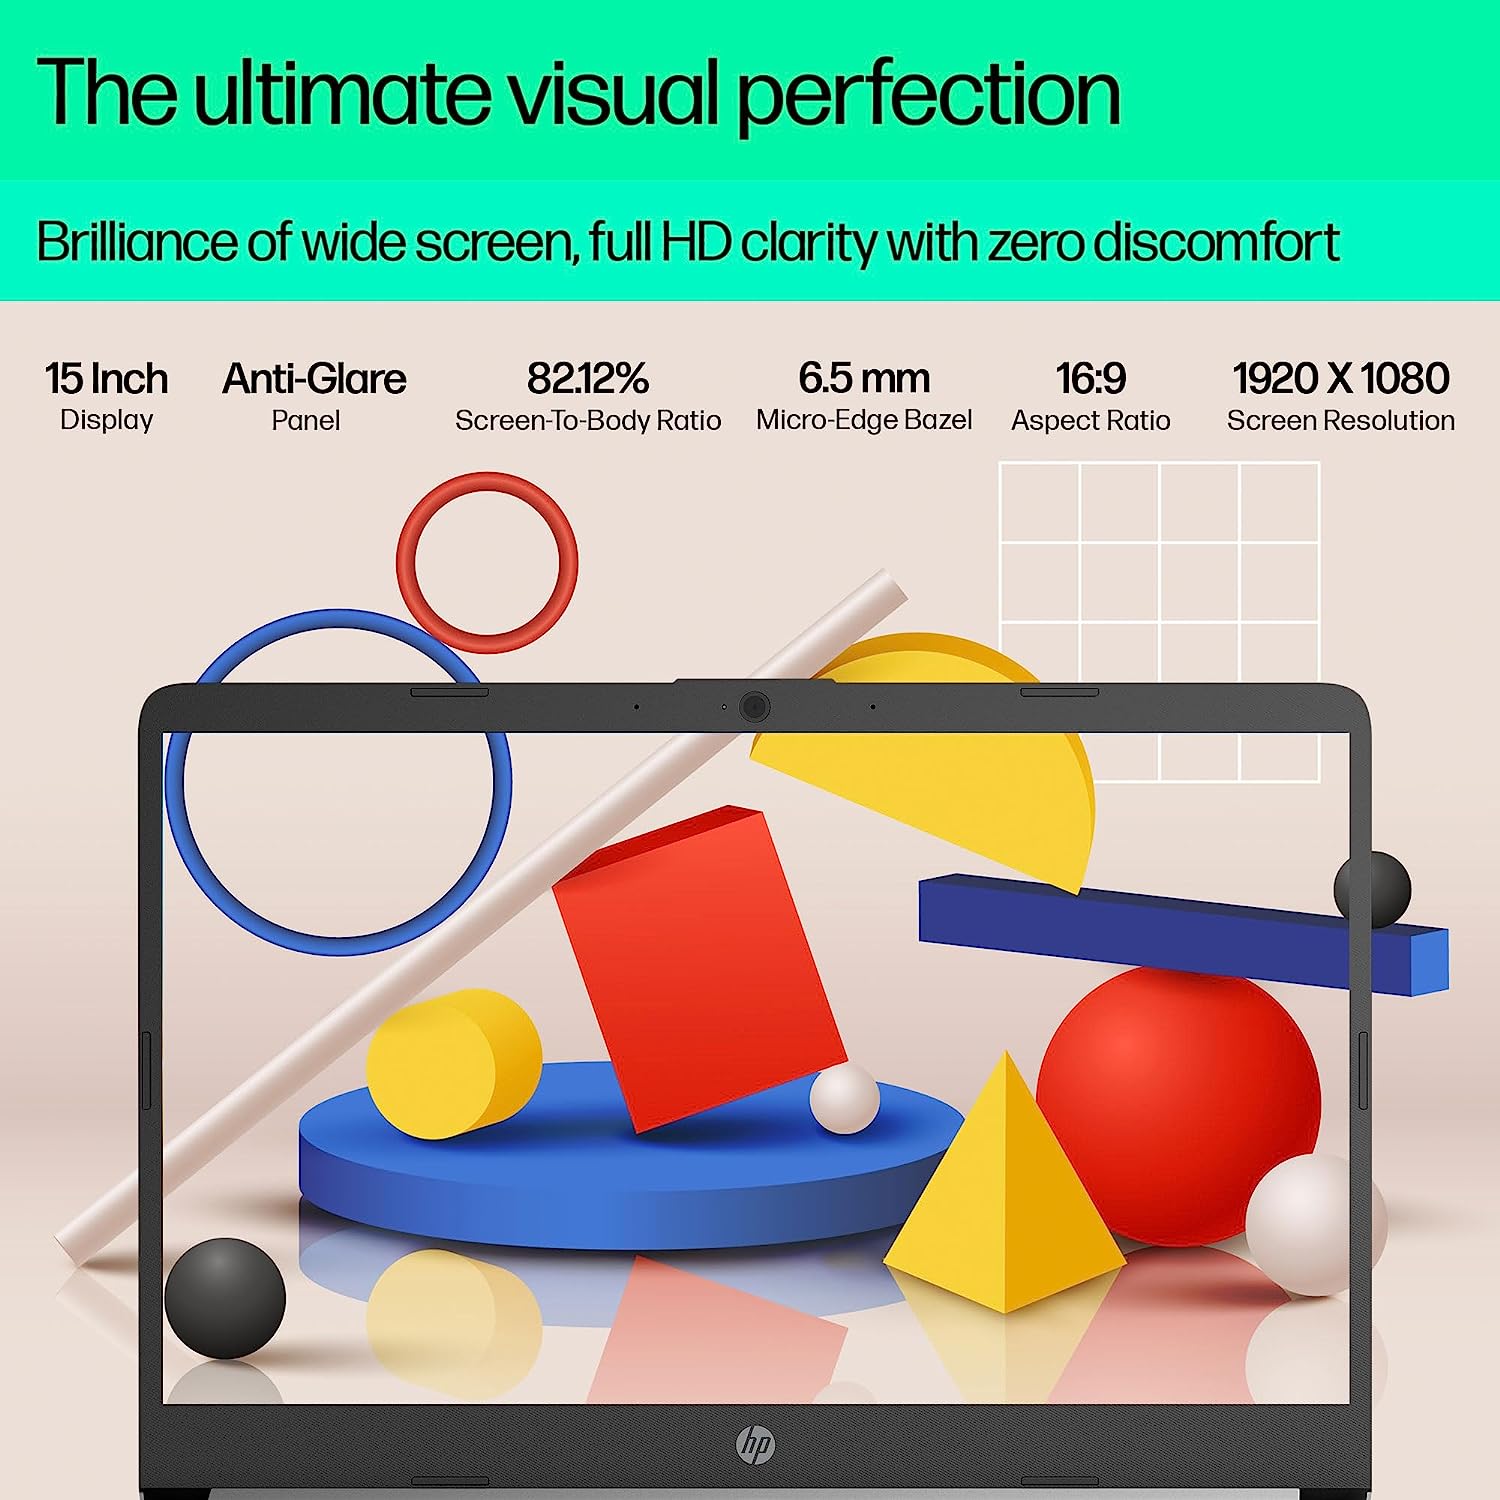 The ultimate visual perfection
Brilliance of wide screen, full HD clarity with zero discomfort
15 Inch
Display
Anti-Glare
Panel
82.12%
Screen-To-Body Ratio
6.5 mm
Micro-Edge Bazel
16:9
Aspect Ratio
1920 X 1080
Screen Resolution
hp